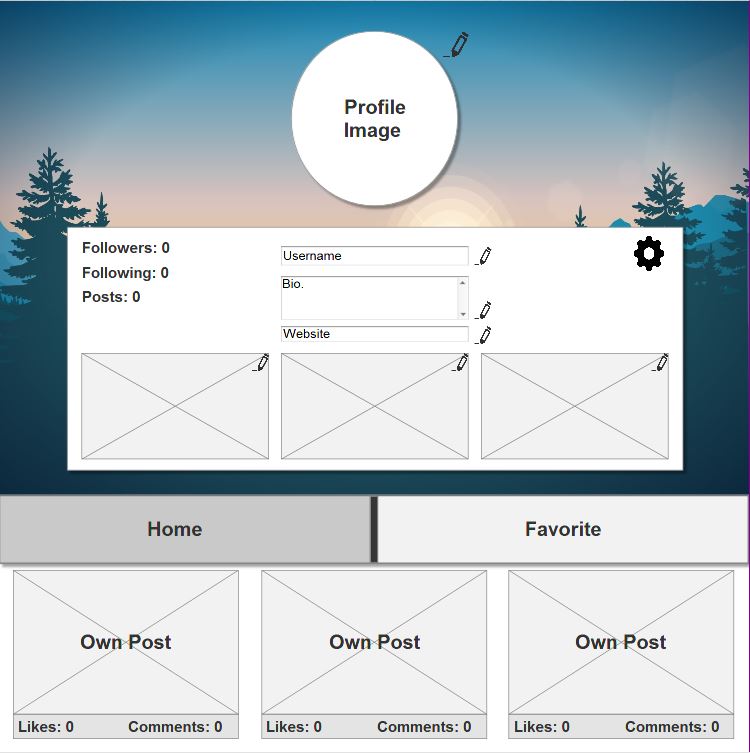 Profile
Image
Followers: 0
Following: 0
Posts: 0
Username
Bio.
Website
Home
Favorite
Own Post
Own Post
Own Post
Likes: 0 Comments: 0
Likes: 0 Comments: 0
Likes: 0 Comments: 0